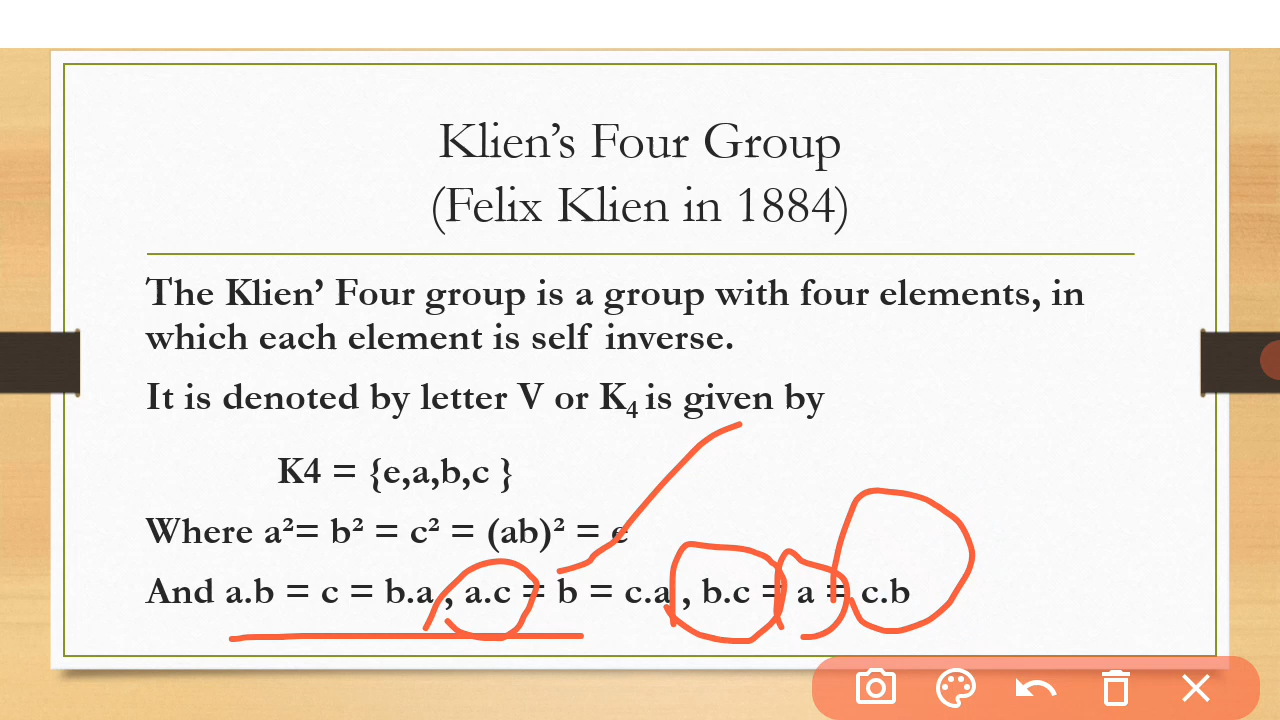 Klien's Four Group
(Felix Klien in 1884)
The Klien' Four group is a group with four elements, in
which each element is self inverse.
It is denoted by letter V or K₄ is given by
K4 = {e,a,b,c }
Where a²= b² = c² = (ab)² = e
And a.b = c = b.a , a.c = b = c.a , b.c = a = c.b